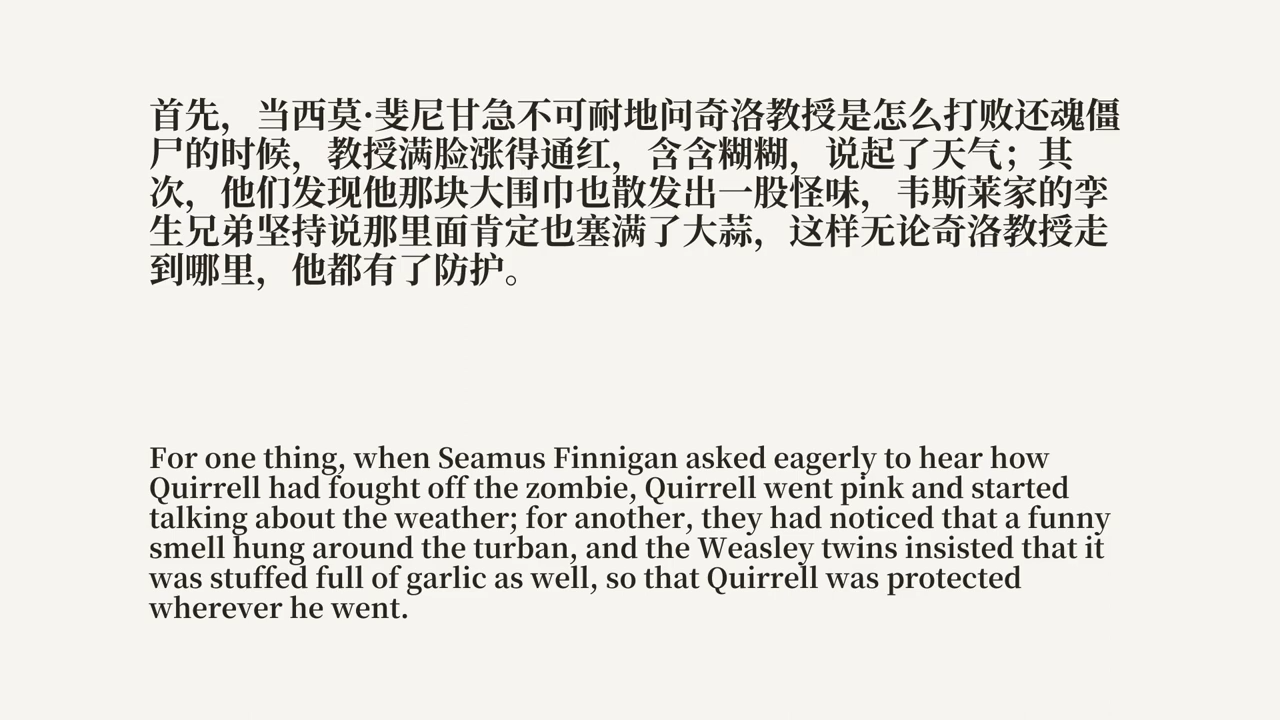 首先，当西莫·斐尼甘急不可耐地问奇洛教授是怎么打败还魂僵
尸的时候，教授满脸涨得通红，含含糊糊，说起了天气；其
次，他们发现他那块大围巾也散发出一股怪味，韦斯莱家的孪
生兄弟坚持说那里面肯定也塞满了大蒜，这样无论奇洛教授走
到哪里，他都有了防护。
For one thing, when Seamus Finnigan asked eagerly to hear how
Quirrell had fought off the zombie, Quirrell went pink and started
talking about the weather; for another, they had noticed that a funny
smell hung around the turban, and the Weasley twins insisted that it
was stuffed full of garlic as well, so that Quirrell was protected
wherever he went.